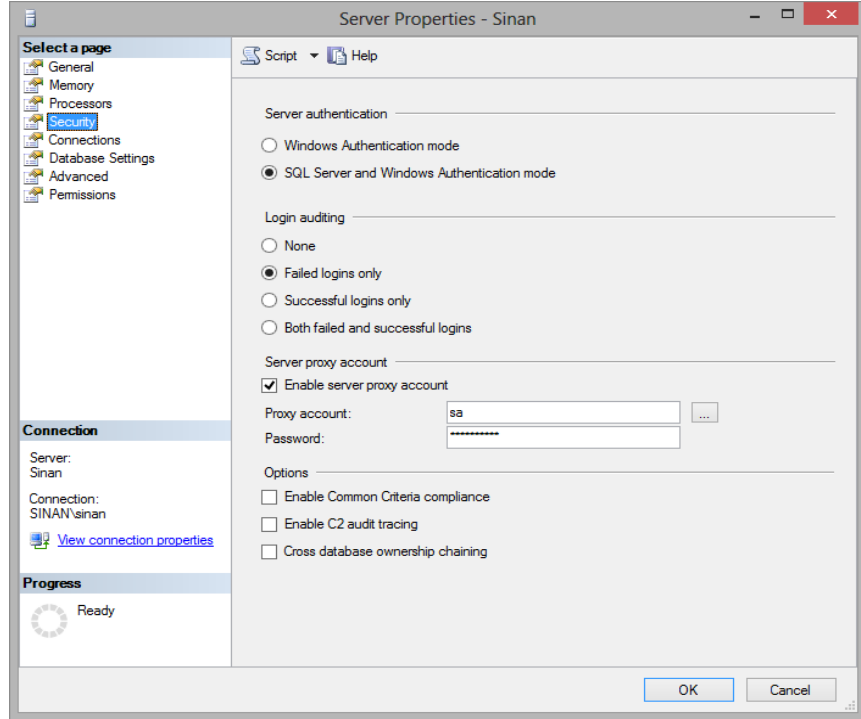 Server Properties - Sinan
Select a page
General
Memory
Processors
Security
Connections
Database Settings
Advanced
Permissions
Connection
Server:
Sinan
Connection:
SINAN\sinan
View connection properties
Progress
Ready
Script Help
Server authentication
Windows Authentication mode
SQL Server and Windows Authentication mode
Login auditing
None
Failed logins only
Successful logins only
Both failed and successful logins
Server proxy account
Enable server proxy account
Proxy account: sa ...
Password: **********
Options
Enable Common Criteria compliance
Enable C2 audit tracing
Cross database ownership chaining
OK Cancel